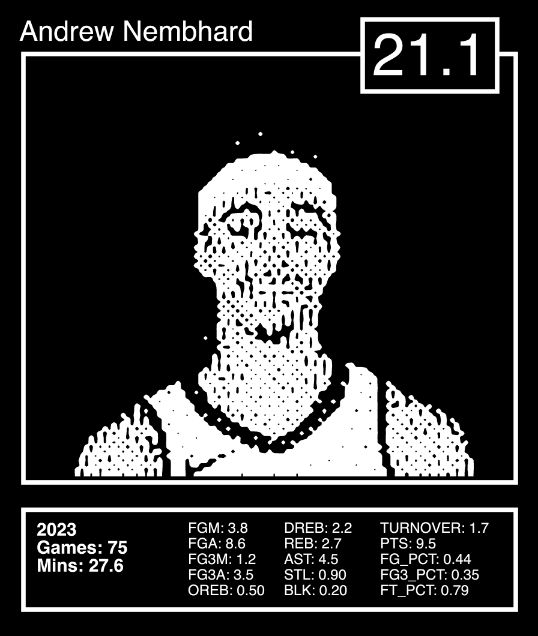 Andrew Nembhard
21.1
2023
Games: 75
Mins: 27.6
FGM: 3.8
FGA: 8.6
FG3M: 1.2
FG3A: 3.5
OREB: 0.50
DREB: 2.2
REB: 2.7
AST: 4.5
STL: 0.90
BLK: 0.20
TURNOVER: 1.7
PTS: 9.5
FG_PCT: 0.44
FG3_PCT: 0.35
FT_PCT: 0.79